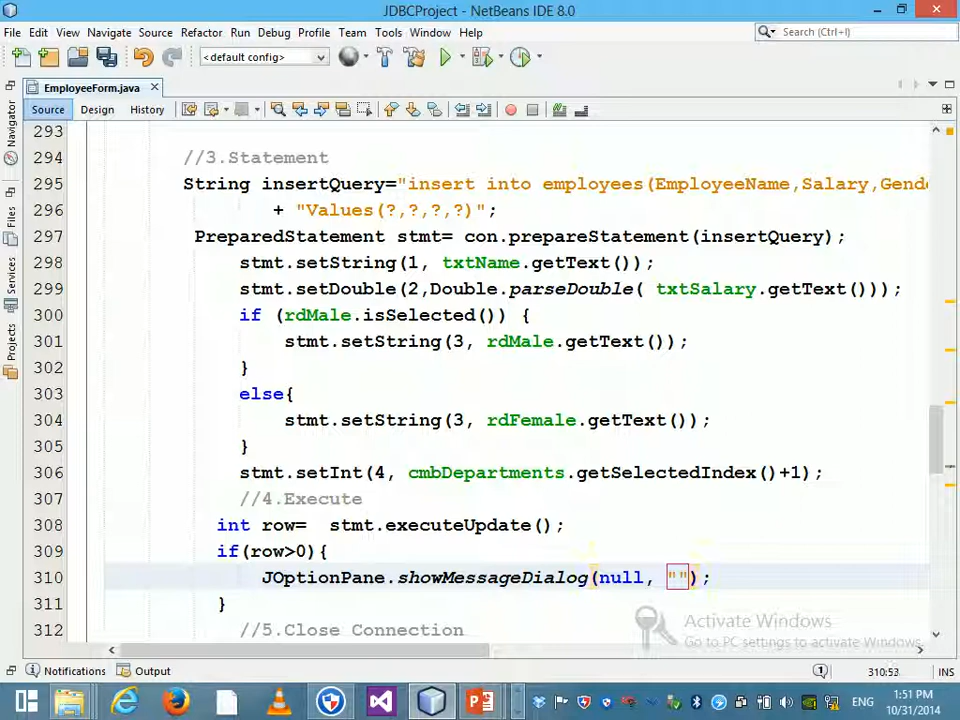 JDBCProject - NetBeans IDE 8.0
File Edit View Navigate Source Refactor Run Debug Profile Team Tools Window Help
Search (Ctrl+I)
<default config>
EmployeeForm.java
Source Design History
Navigator
Files
Services
Projects
293
294 //3.Statement
295 String insertQuery="insert into employees(EmployeeName,Salary,Gende
296 + "Values(?,?,?,?)";
297 PreparedStatement stmt= con.prepareStatement(insertQuery);
298 stmt.setString(1, txtName.getText());
299 stmt.setDouble(2,Double.parseDouble( txtSalary.getText()));
300 if (rdMale.isSelected()) {
301 stmt.setString(3, rdMale.getText());
302 }
303 else{
304 stmt.setString(3, rdFemale.getText());
305 }
306 stmt.setInt(4, cmbDepartments.getSelectedIndex()+1);
307 //4.Execute
308 int row=  stmt.executeUpdate();
309 if(row>0){
310 JOptionPane.showMessageDialog(null, "");
311 }
312 //5.Close Connection
Activate Windows
Go to PC settings to activate Windows.
Notifications Output
1
310:53 INS
ENG
1:51 PM
10/31/2014